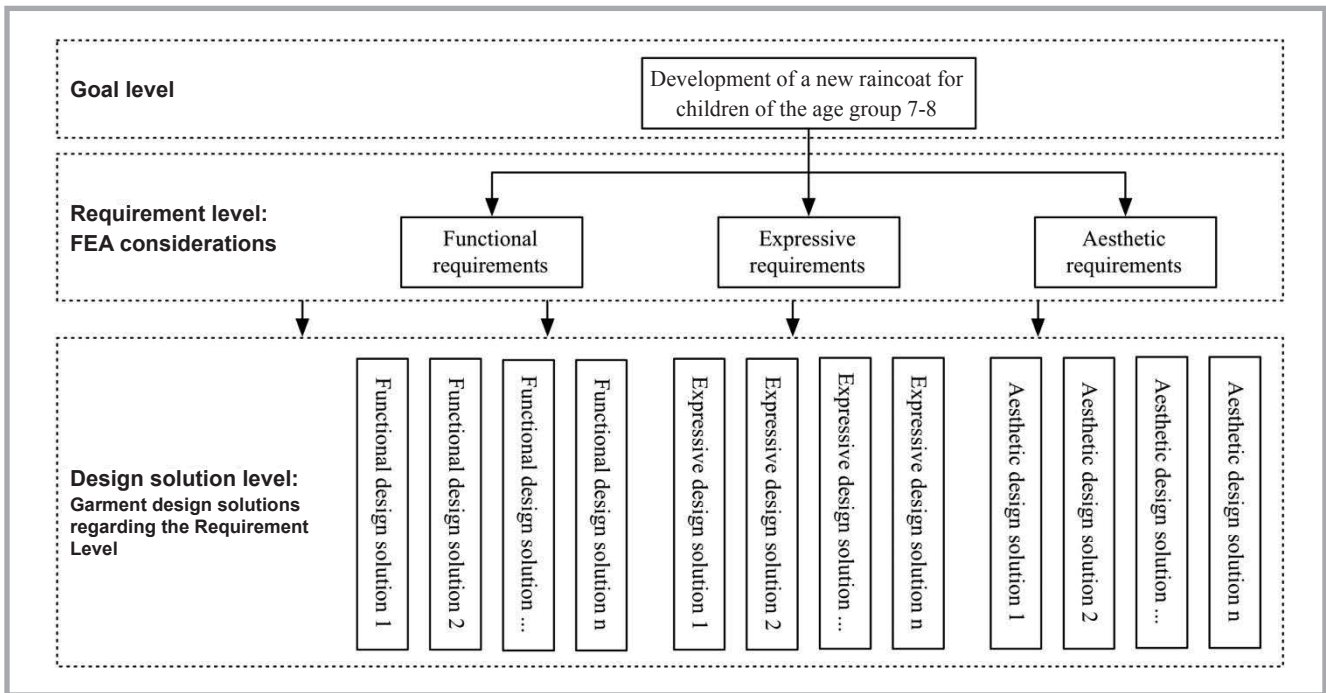 Goal level
Development of a new raincoat for
children of the age group 7-8
Requirement level:
FEA considerations
Functional
requirements
Expressive
requirements
Aesthetic
requirements
Design solution level:
Garment design solutions
regarding the Requirement
Level
Functional design solution 1
Functional design solution 2
Functional design solution ...
Functional design solution n
Expressive design solution 1
Expressive design solution 2
Expressive design solution ...
Expressive design solution n
Aesthetic design solution 1
Aesthetic design solution 2
Aesthetic design solution ...
Aesthetic design solution n